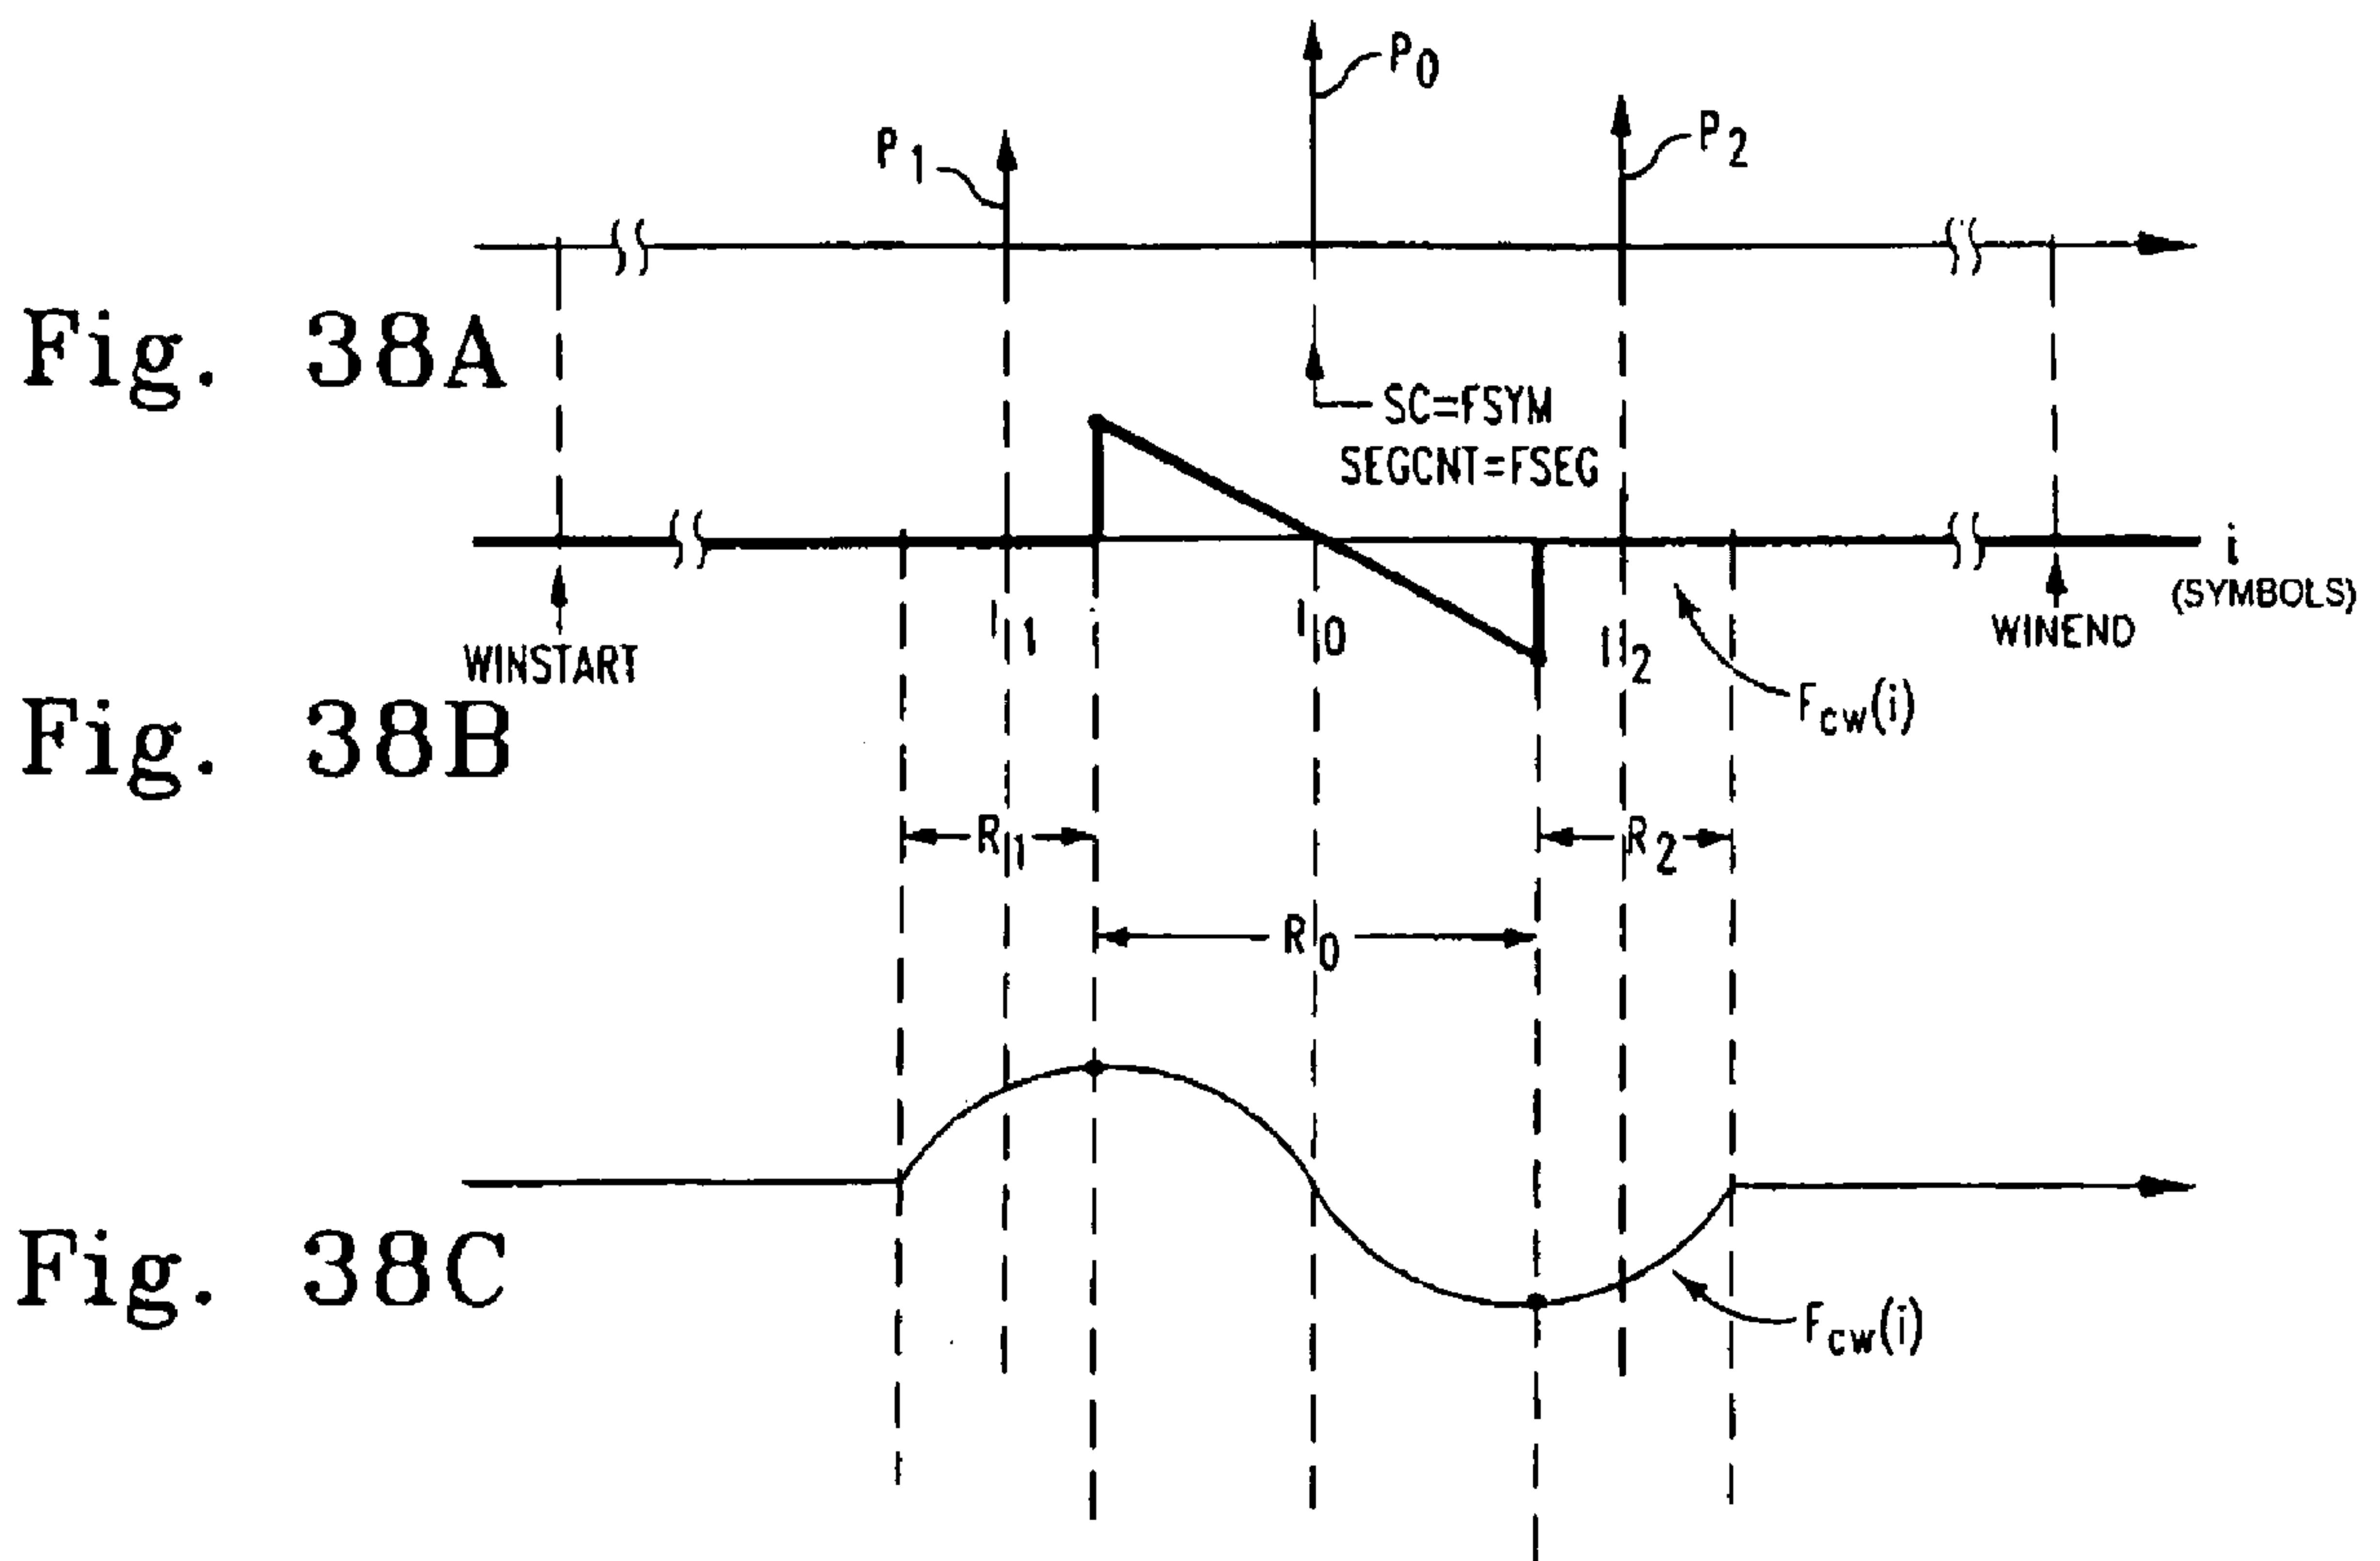 P0
P1
P2
Fig. 38A
SC=FSYM
SEGCNT=FSEG
i
(SYMBOLS)
I1
I0
I2
WINSTART
WINEND
Fcw(i)
Fig. 38B
R1
R2
R0
Fig. 38C
Fcw(i)